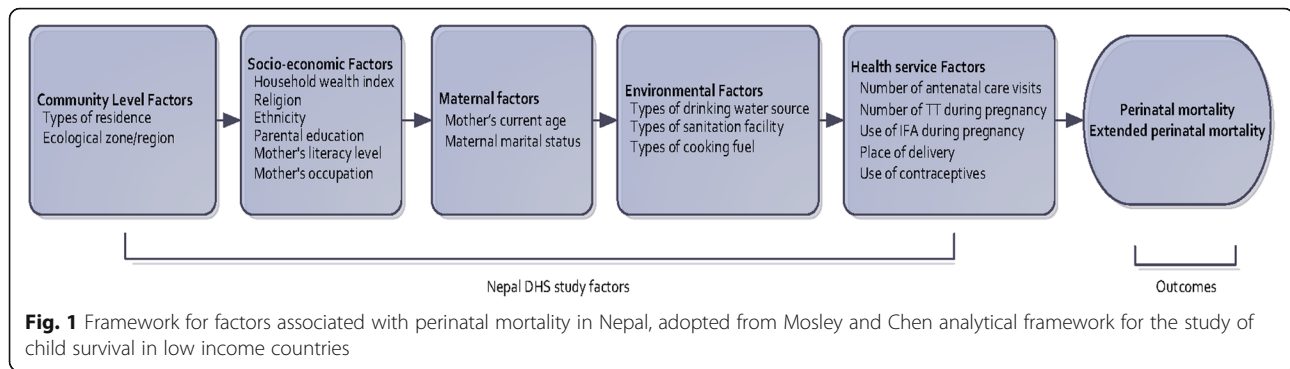 Community Level Factors
Types of residence
Ecological zone/region
Socio-economic Factors
Household wealth index
Religion
Ethnicity
Parental education
Mother's literacy level
Mother's occupation
Maternal factors
Mother's current age
Maternal marital status
Environmental Factors
Types of drinking water source
Types of sanitation facility
Types of cooking fuel
Health service Factors
Number of antenatal care visits
Number of TT during pregnancy
Use of IFA during pregnancy
Place of delivery
Use of contraceptives
Perinatal mortality
Extended perinatal mortality
Nepal DHS study factors
Outcomes
Fig. 1 Framework for factors associated with perinatal mortality in Nepal, adopted from Mosley and Chen analytical framework for the study of
child survival in low income countries